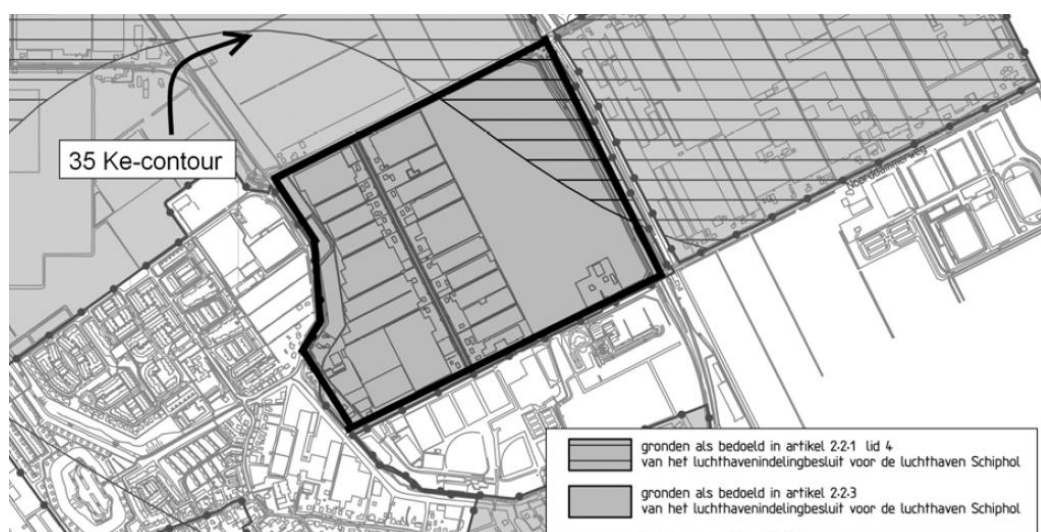 35 Ke-contour
Noorddammerweg
gronden als bedoeld in artikel 2.2.1 lid 4
van het luchthavenindelingbesluit voor de luchthaven Schiphol
gronden als bedoeld in artikel 2.2.3
van het luchthavenindelingbesluit voor de luchthaven Schiphol